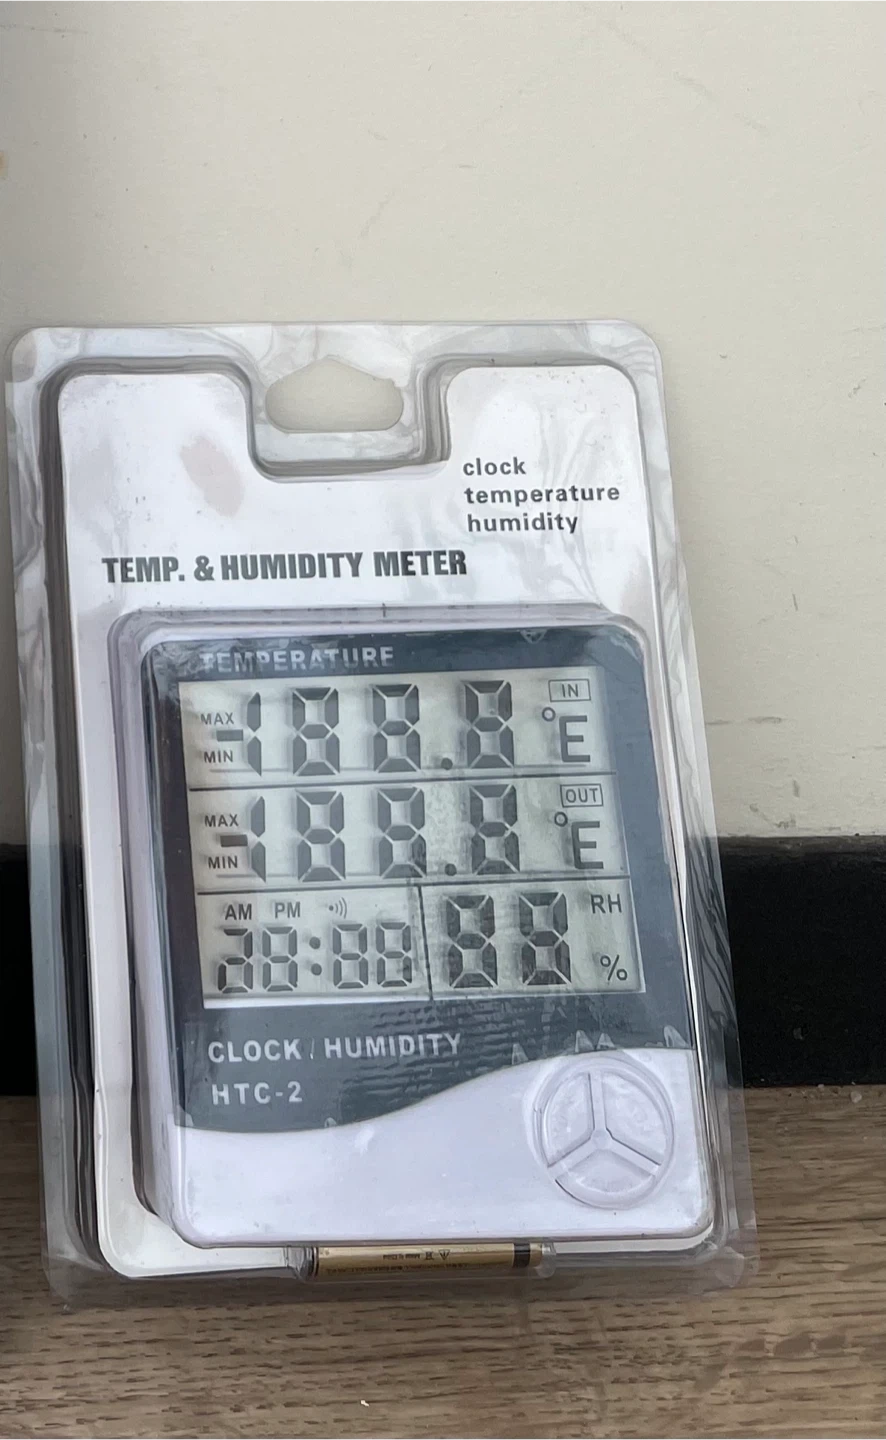 clock
temperature
humidity
TEMP. & HUMIDITY METER
TEMPERATURE
IN
MAX
-188.8 °E
MIN
OUT
MAX
-188.8 °E
MIN
AM PM
28:88
88 RH
%
CLOCK / HUMIDITY
HTC-2